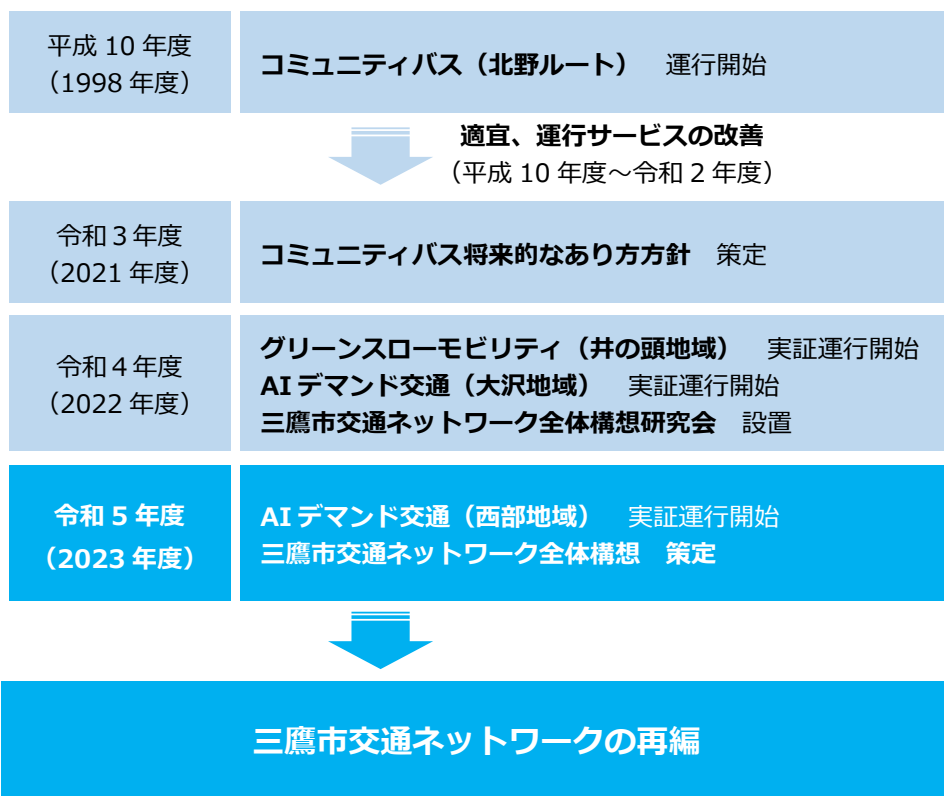 平成 10 年度
（1998 年度）
コミュニティバス（北野ルート）　運行開始
適宜、運行サービスの改善
（平成 10 年度～令和 2 年度）
令和３年度
（2021 年度）
コミュニティバス将来的なあり方方針　策定
令和４年度
（2022 年度）
グリーンスローモビリティ（井の頭地域）　実証運行開始
AI デマンド交通（大沢地域）　実証運行開始
三鷹市交通ネットワーク全体構想研究会　設置
令和 5 年度
（2023 年度）
AI デマンド交通（西部地域）　実証運行開始
三鷹市交通ネットワーク全体構想　策定
三鷹市交通ネットワークの再編